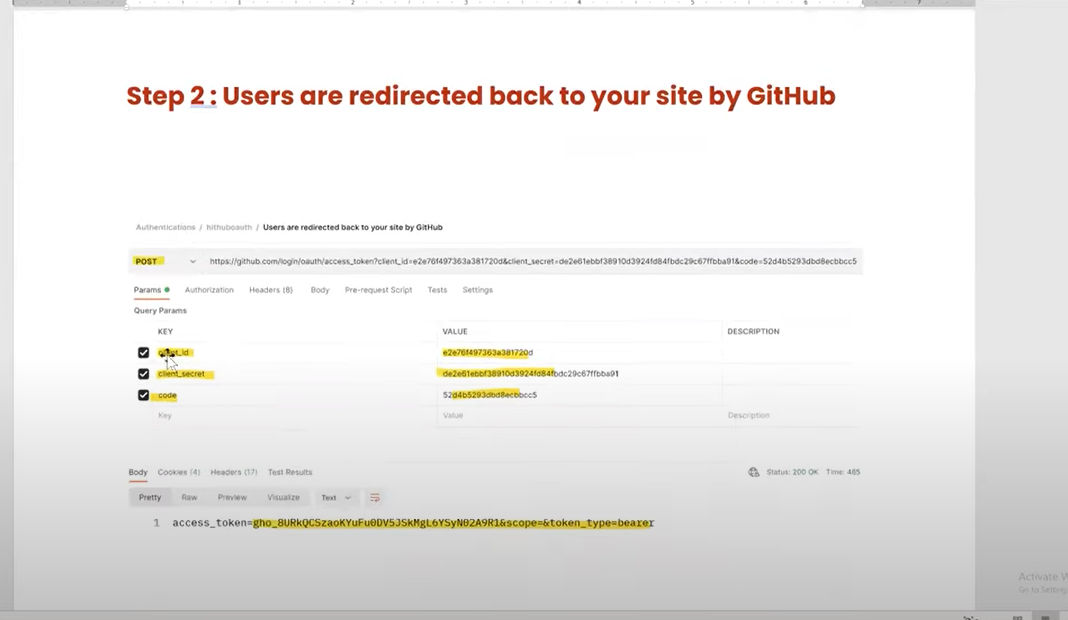 Step 2 : Users are redirected back to your site by GitHub
Authentications / hithuboauth / Users are redirected back to your site by GitHub
POST https://github.com/login/oauth/access_token?client_id=e2e76f497363a381720d&client_secret=de2e61ebbf38910d3924fd84fbdc29c67ffbba91&code=52d4b5293dbd8ecbbcc5
Params Authorization Headers (8) Body Pre-request Script Tests Settings
Query Params
KEY VALUE DESCRIPTION
client_id e2e76f497363a381720d
client_secret de2e61ebbf38910d3924fd84fbdc29c67ffbba91
code 52d4b5293dbd8ecbbcc5
Key Value Description
Body Cookies (4) Headers (17) Test Results Status: 200 OK Time: 465
Pretty Raw Preview Visualize Text
1 access_token=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&scope=&token_type=bearer
Activate W
Go to Setting